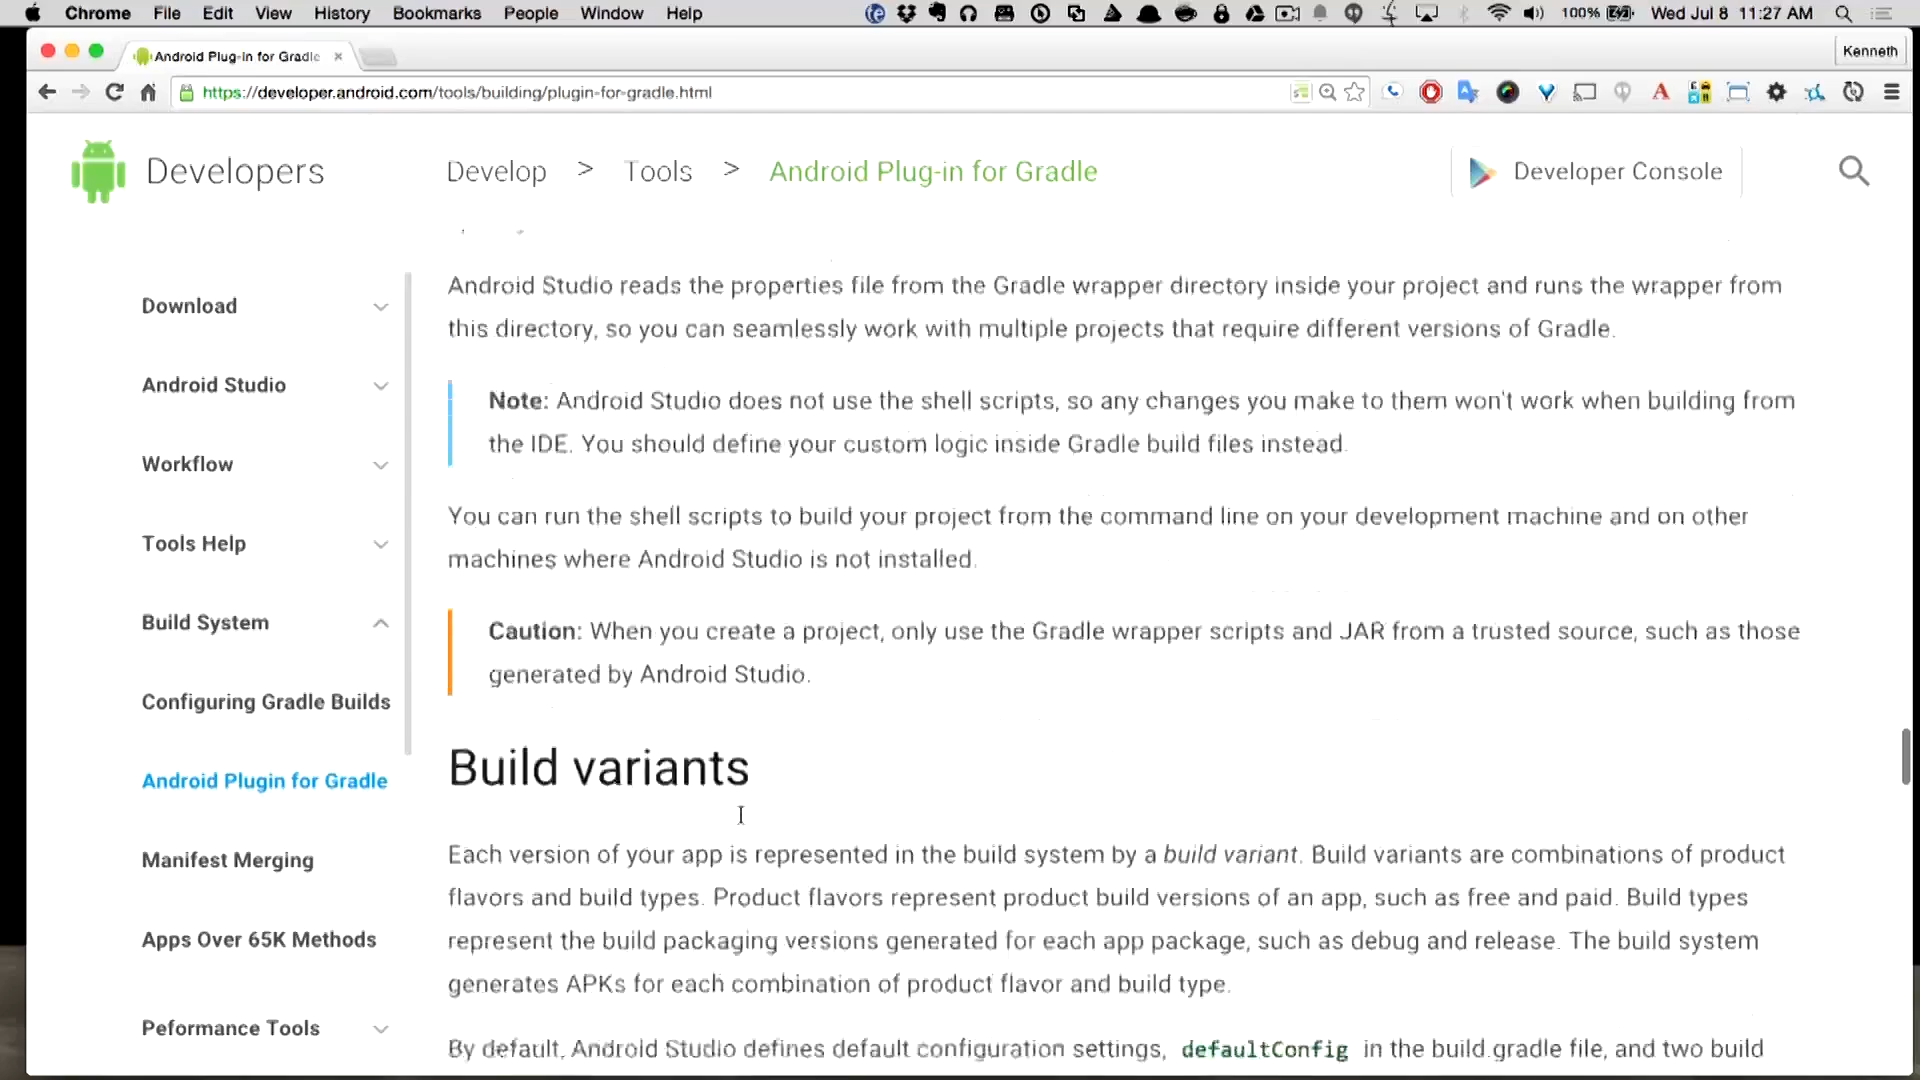 Chrome File Edit View History Bookmarks People Window Help 100% Wed Jul 8 11:27 AM
Android Plug-in for Gradle
Kenneth
https://developer.android.com/tools/building/plugin-for-gradle.html
Developers
Develop > Tools > Android Plug-in for Gradle
Developer Console
Download
Android Studio
Workflow
Tools Help
Build System
Configuring Gradle Builds
Android Plugin for Gradle
Manifest Merging
Apps Over 65K Methods
Peformance Tools
Android Studio reads the properties file from the Gradle wrapper directory inside your project and runs the wrapper from
this directory, so you can seamlessly work with multiple projects that require different versions of Gradle.
Note: Android Studio does not use the shell scripts, so any changes you make to them won't work when building from
the IDE. You should define your custom logic inside Gradle build files instead.
You can run the shell scripts to build your project from the command line on your development machine and on other
machines where Android Studio is not installed.
Caution: When you create a project, only use the Gradle wrapper scripts and JAR from a trusted source, such as those
generated by Android Studio.
Build variants
Each version of your app is represented in the build system by a build variant. Build variants are combinations of product
flavors and build types. Product flavors represent product build versions of an app, such as free and paid. Build types
represent the build packaging versions generated for each app package, such as debug and release. The build system
generates APKs for each combination of product flavor and build type.
By default, Android Studio defines default configuration settings, defaultConfig in the build.gradle file, and two build